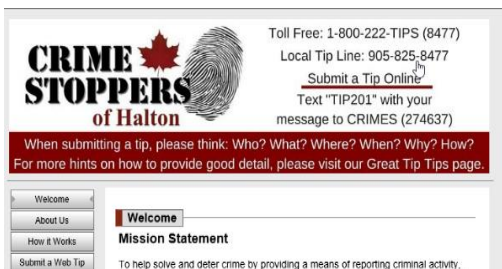 CRIME
STOPPERS
of Halton
Toll Free: 1-800-222-TIPS (8477)
Local Tip Line: 905-825-8477
Submit a Tip Online
Text "TIP201" with your
message to CRIMES (274637)
When submitting a tip, please think: Who? What? Where? When? Why? How?
For more hints on how to provide good detail, please visit our Great Tip Tips page.
Welcome
About Us
How it Works
Submit a Web Tip
Welcome
Mission Statement
To help solve and deter crime by providing a means of reporting criminal activity,